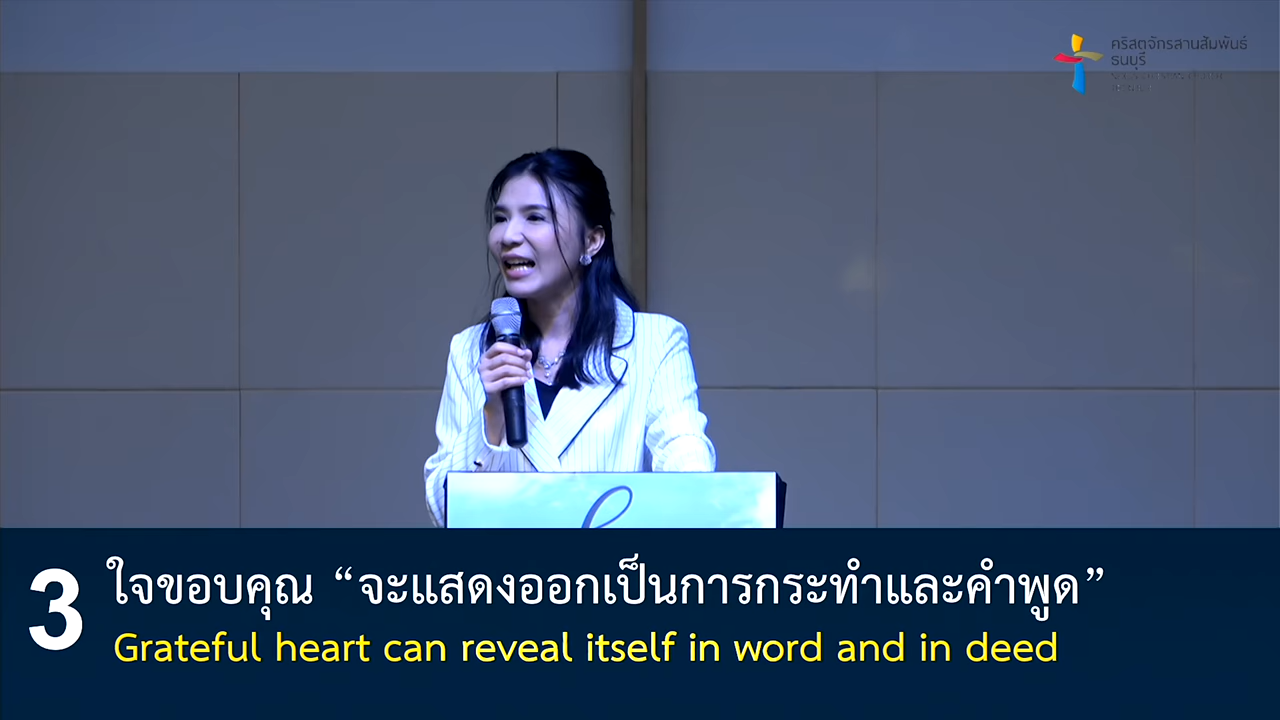 คริสตจักรสานสัมพันธ์
ธนบุรี
3
ใจขอบคุณ “จะแสดงออกเป็นการกระทำและคำพูด”
Grateful heart can reveal itself in word and in deed